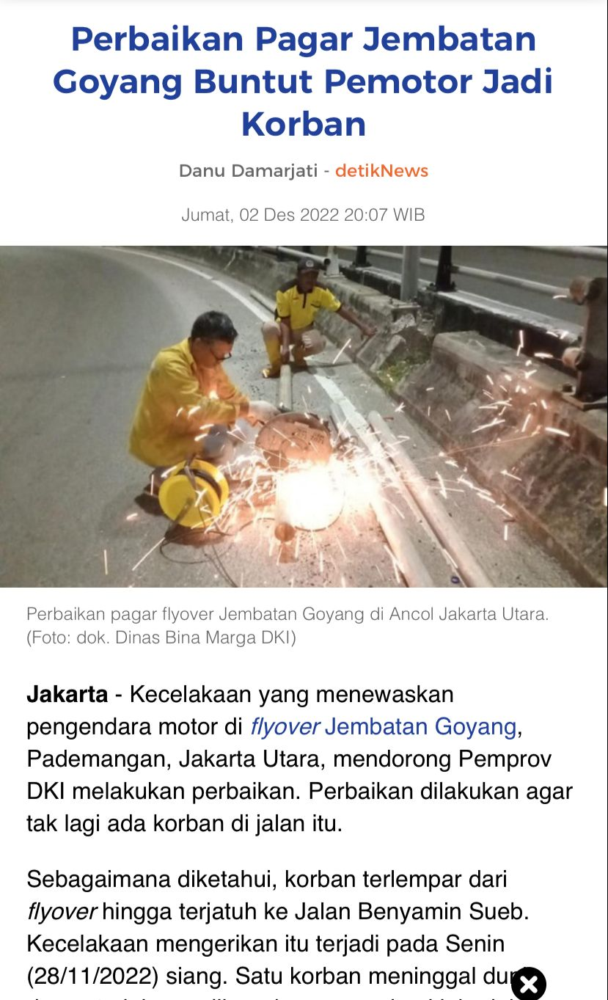 Perbaikan Pagar Jembatan
Goyang Buntut Pemotor Jadi
Korban
Danu Damarjati - detikNews
Jumat, 02 Des 2022 20:07 WIB
Perbaikan pagar flyover Jembatan Goyang di Ancol Jakarta Utara.
(Foto: dok. Dinas Bina Marga DKI)
Jakarta - Kecelakaan yang menewaskan
pengendara motor di flyover Jembatan Goyang,
Pademangan, Jakarta Utara, mendorong Pemprov
DKI melakukan perbaikan. Perbaikan dilakukan agar
tak lagi ada korban di jalan itu.
Sebagaimana diketahui, korban terlempar dari
flyover hingga terjatuh ke Jalan Benyamin Sueb.
Kecelakaan mengerikan itu terjadi pada Senin
(28/11/2022) siang. Satu korban meninggal